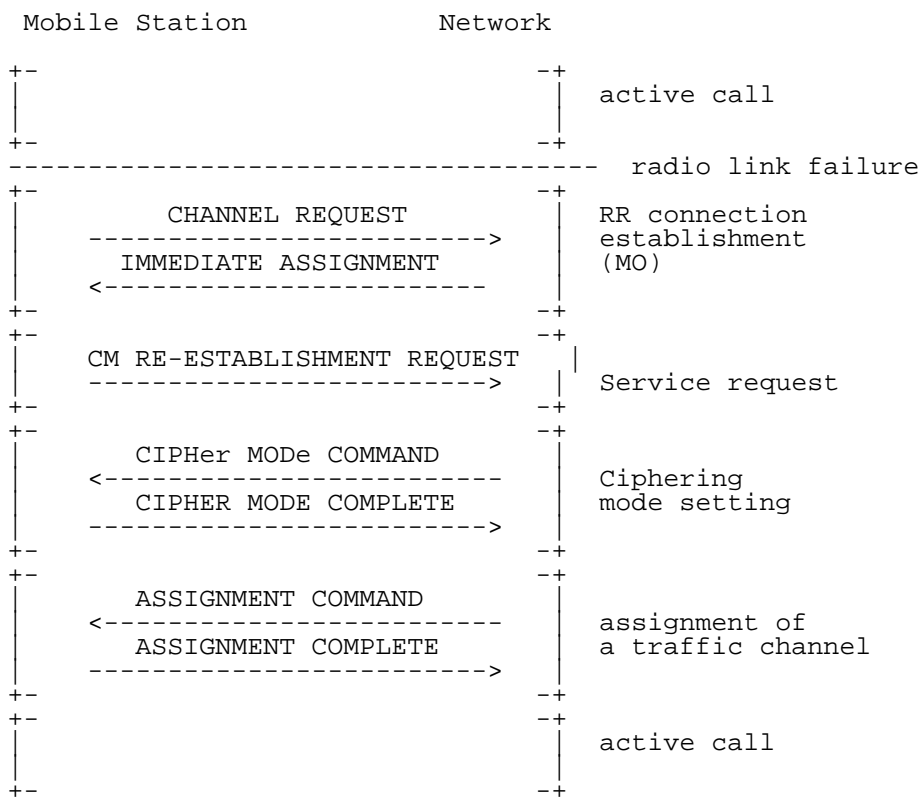 Mobile Station Network
active call
radio link failure
CHANNEL REQUEST RR connection
establishment
IMMEDIATE ASSIGNMENT (MO)
CM RE-ESTABLISHMENT REQUEST
Service request
CIPHer MODe COMMAND
Ciphering
CIPHER MODE COMPLETE mode setting
ASSIGNMENT COMMAND
assignment of
ASSIGNMENT COMPLETE a traffic channel
active call